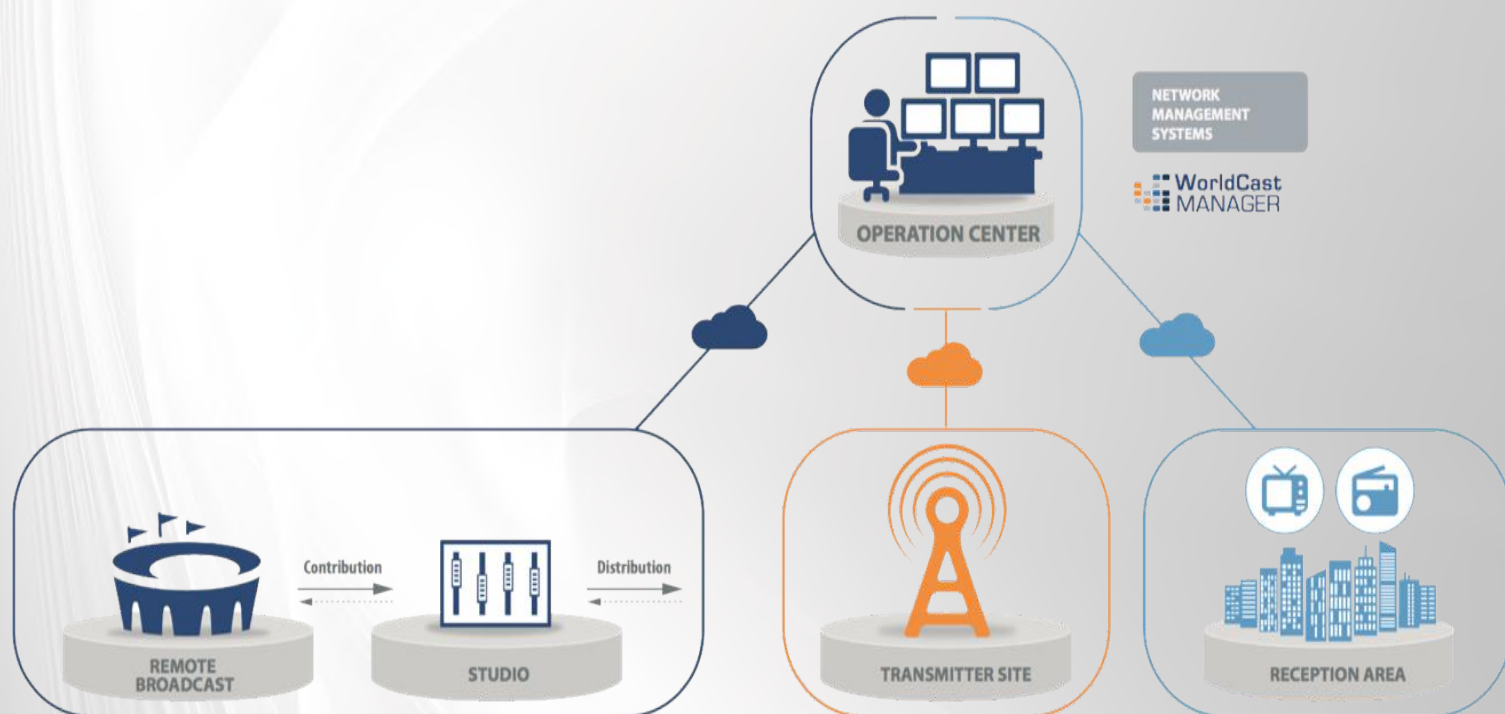 NETWORK
MANAGEMENT
SYSTEMS
WorldCast
MANAGER
OPERATION CENTER
Contribution
Distribution
REMOTE
BROADCAST
STUDIO
TRANSMITTER SITE
RECEPTION AREA